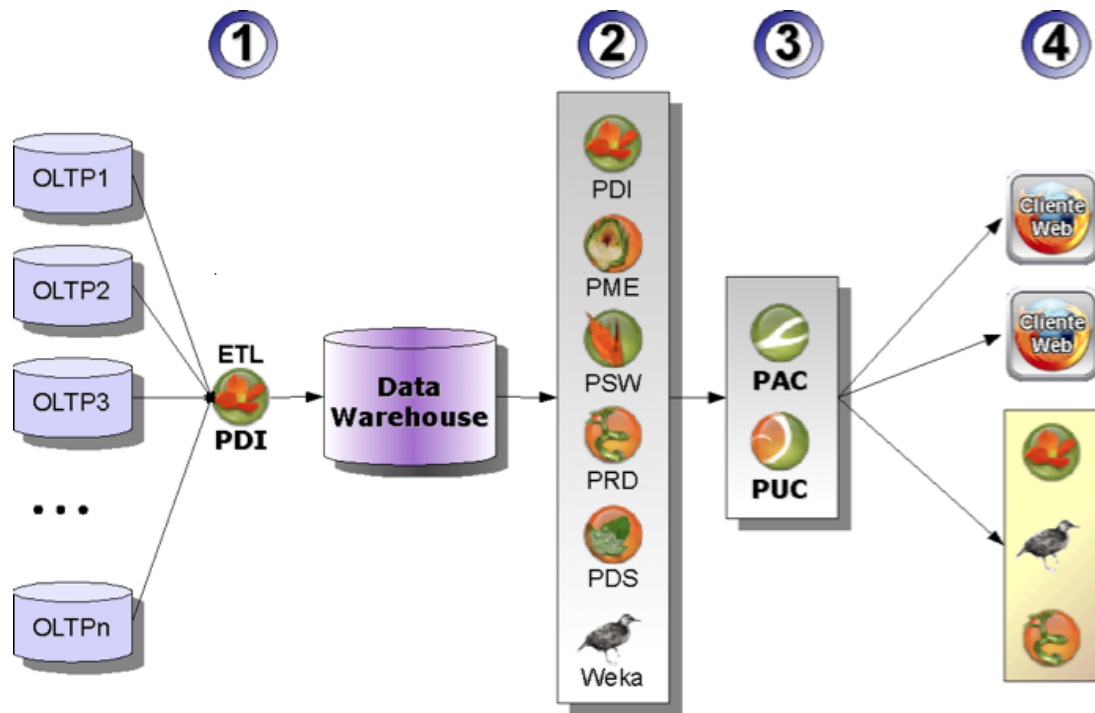 1
2
3
4
OLTP1
OLTP2
OLTP3
...
OLTPn
ETL
PDI
Data
Warehouse
PDI
PME
PSW
PRD
PDS
Weka
PAC
PUC
Cliente
Web
Cliente
Web